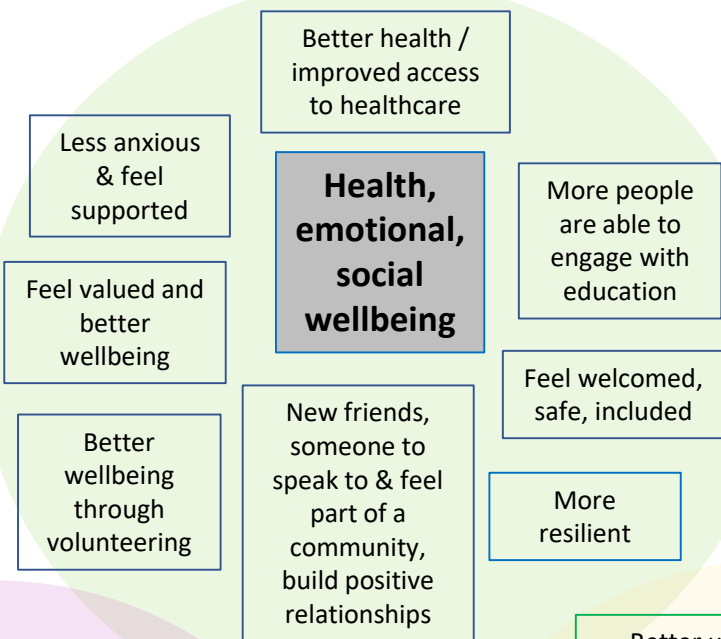 Better health /
improved access
to healthcare
Less anxious
& feel
supported
Health,
emotional,
social
wellbeing
More people
are able to
engage with
education
Feel valued and
better
wellbeing
Feel welcomed,
safe, included
New friends,
someone to
speak to & feel
part of a
community,
build positive
relationships
Better
wellbeing
through
volunteering
More
resilient
Better